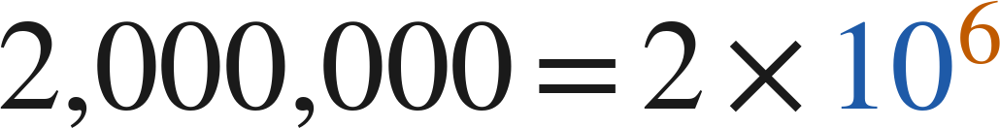 2,000,000 = 2 × 10⁶